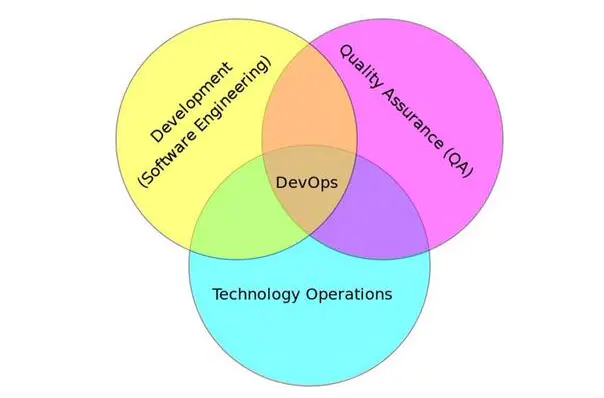 Development
(Software Engineering)
Quality Assurance (QA)
DevOps
Technology Operations